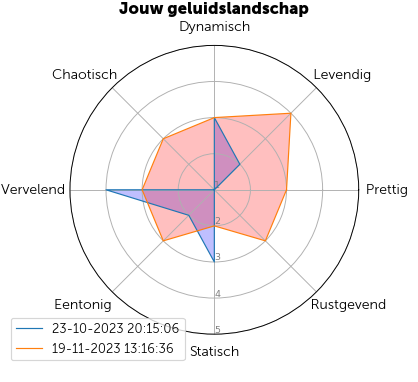 Jouw geluidslandschap
Dynamisch
Chaotisch
Levendig
Vervelend
Prettig
2
3
Eentonig
Rustgevend
4
5
23-10-2023 20:15:06
19-11-2023 13:16:36
Statisch